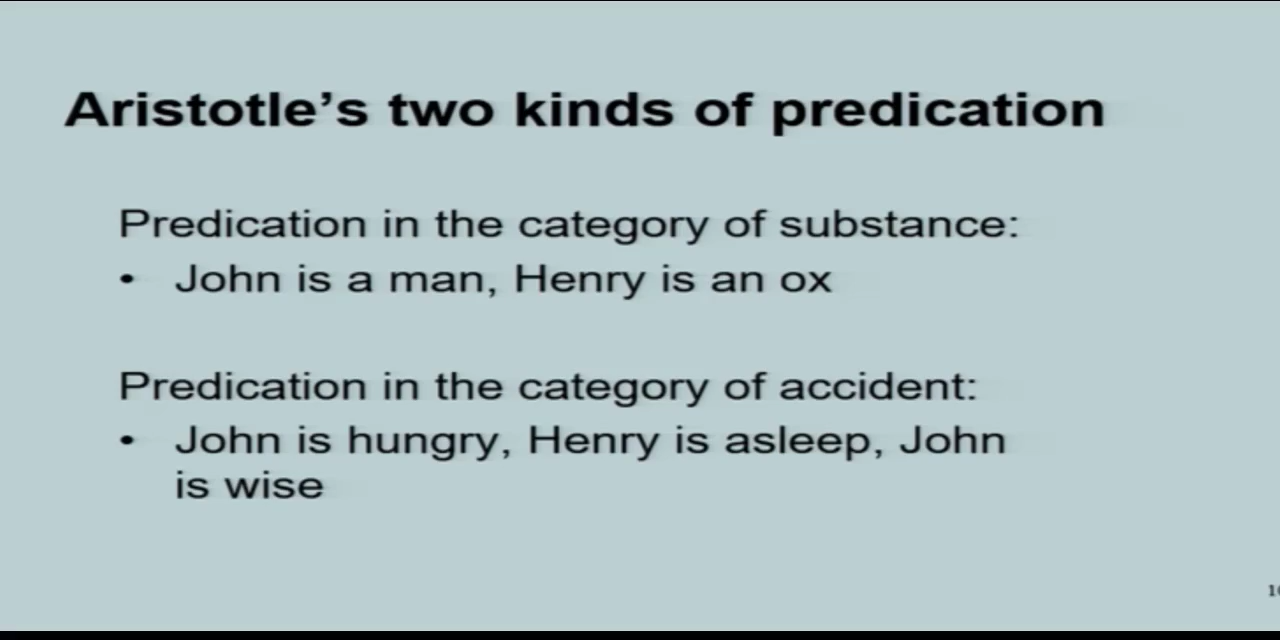 Aristotle's two kinds of predication
Predication in the category of substance:
• John is a man, Henry is an ox
Predication in the category of accident:
• John is hungry, Henry is asleep, John
is wise